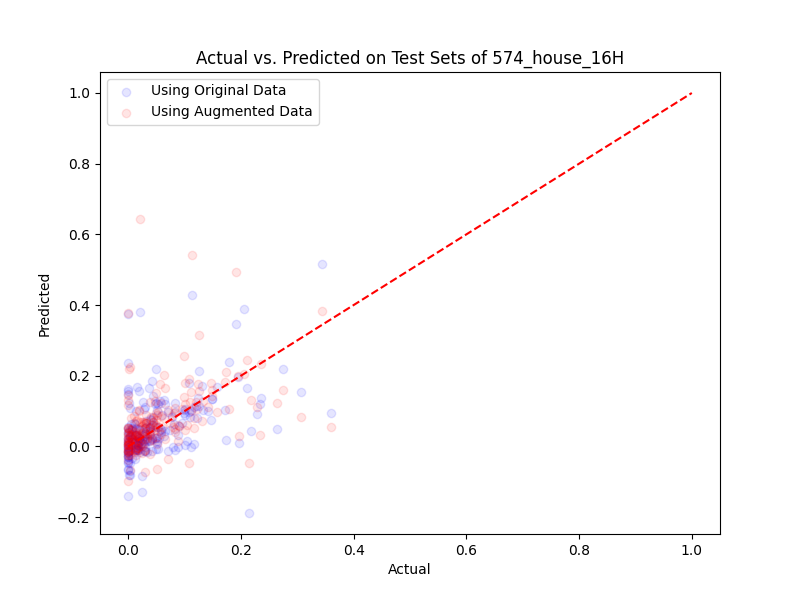 Actual vs. Predicted on Test Sets of 574_house_16H
Using Original Data
Using Augmented Data
1.0
0.8
0.6
0.4
0.2
0.0
−0.2
Predicted
0.0 0.2 0.4 0.6 0.8 1.0
Actual